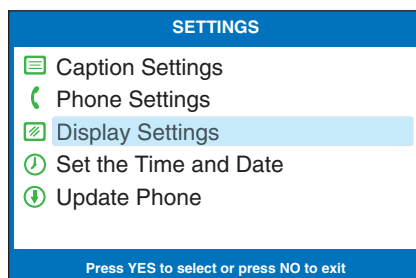 SETTINGS
Caption Settings
Phone Settings
Display Settings
Set the Time and Date
Update Phone
Press YES to select or press NO to exit